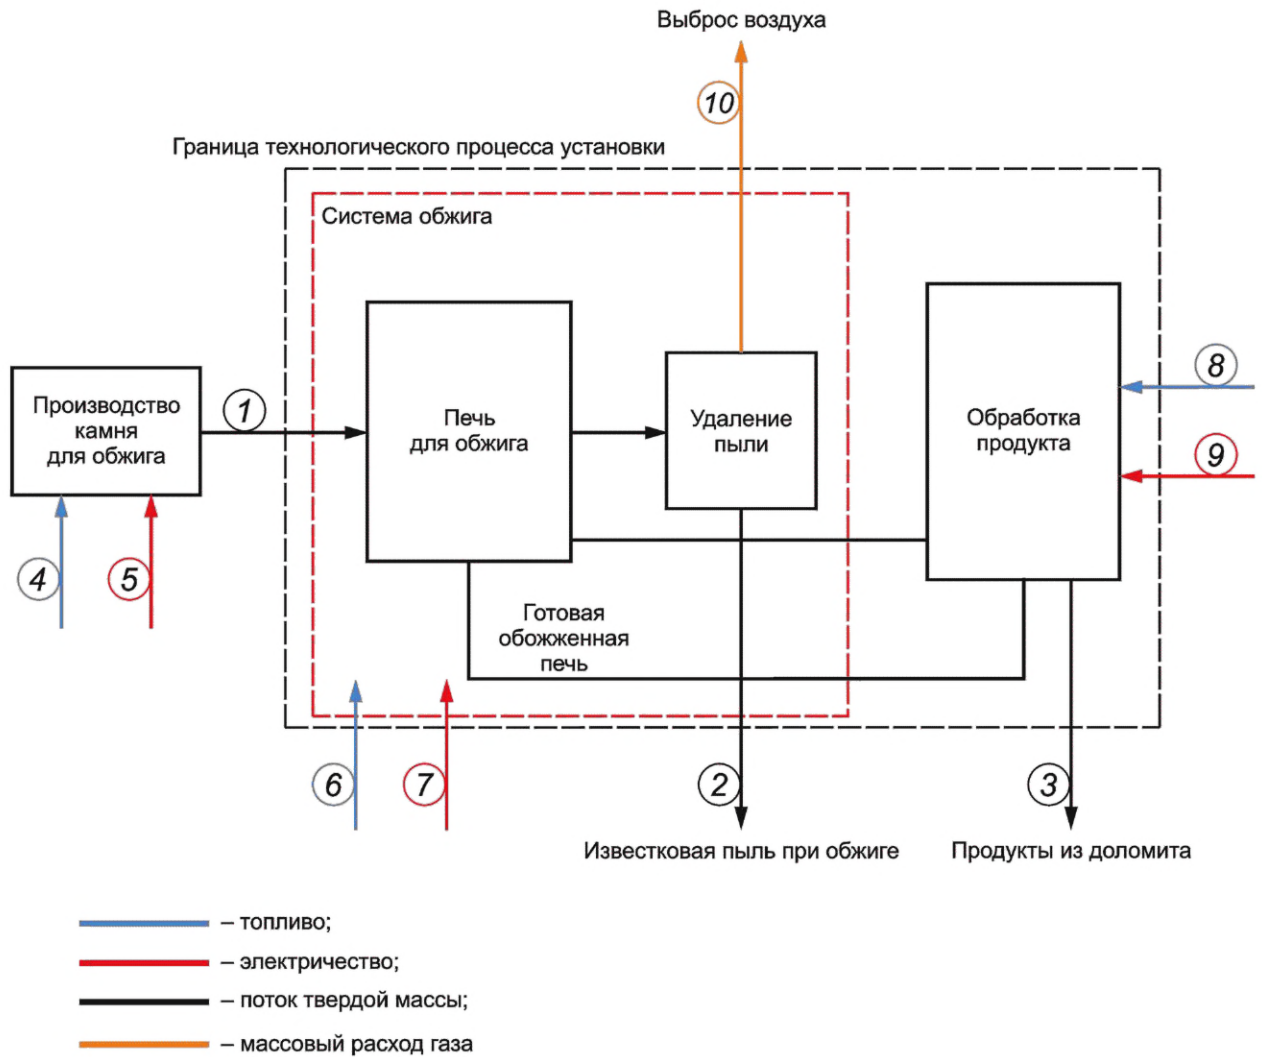 Выброс воздуха
10
Граница технологического процесса установки
Система обжига
Производство
камня
для обжига
1
Печь
для обжига
Удаление
пыли
Обработка
продукта
8
9
4
5
Готовая
обожженная
печь
6
7
2
3
Известковая пыль при обжиге
Продукты из доломита
– топливо;
– электричество;
– поток твердой массы;
– массовый расход газа